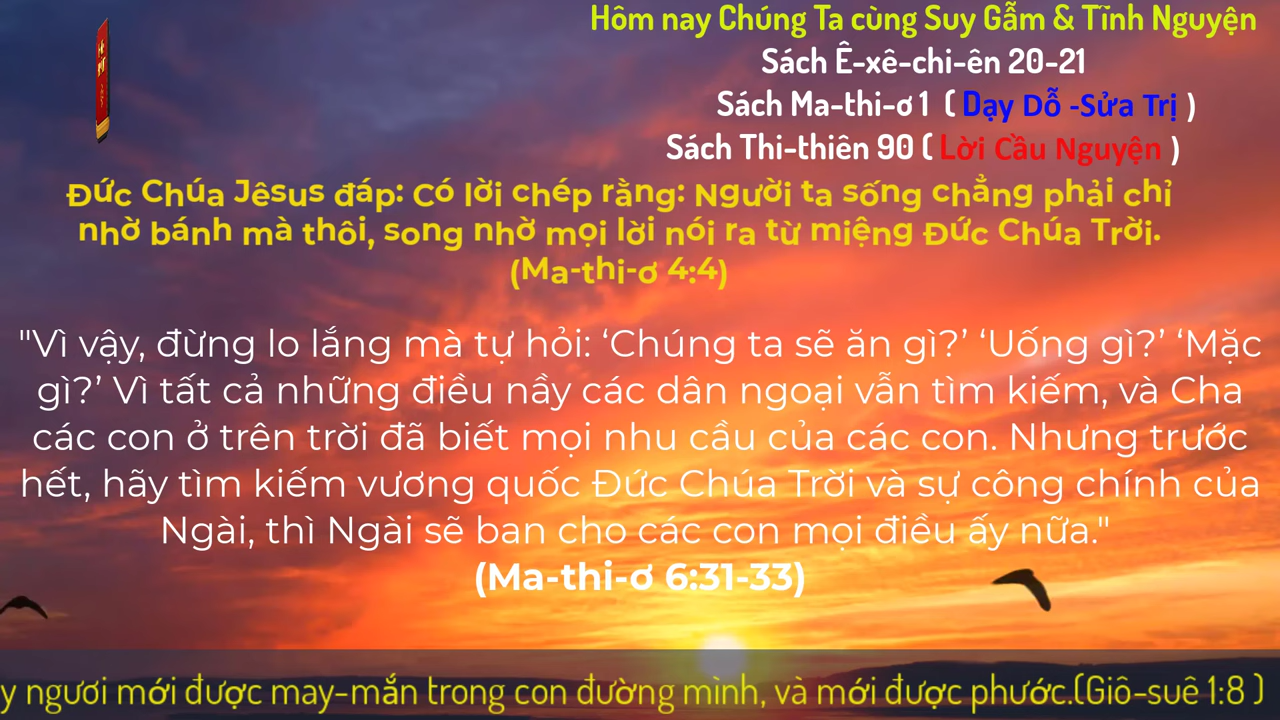 Hôm nay Chúng Ta cùng Suy Gẫm & Tĩnh Nguyện
Sách Ê-xê-chi-ên 20-21
Sách Ma-thi-ơ 1 ( Dạy Dỗ -Sửa Trị )
Sách Thi-thiên 90 ( Lời Cầu Nguyện )
Đức Chúa Jêsus đáp: Có lời chép rằng: Người ta sống chẳng phải chỉ
nhờ bánh mà thôi, song nhờ mọi lời nói ra từ miệng Đức Chúa Trời.
(Ma-thi-ơ 4:4)
"Vì vậy, đừng lo lắng mà tự hỏi: ‘Chúng ta sẽ ăn gì?’ ‘Uống gì?’ ‘Mặc
gì?’ Vì tất cả những điều nầy các dân ngoại vẫn tìm kiếm, và Cha
các con ở trên trời đã biết mọi nhu cầu của các con. Nhưng trước
hết, hãy tìm kiếm vương quốc Đức Chúa Trời và sự công chính của
Ngài, thì Ngài sẽ ban cho các con mọi điều ấy nữa."
(Ma-thi-ơ 6:31-33)
y ngươi mới được may-mắn trong con đường mình, và mới được phước.(Giô-suê 1:8 )